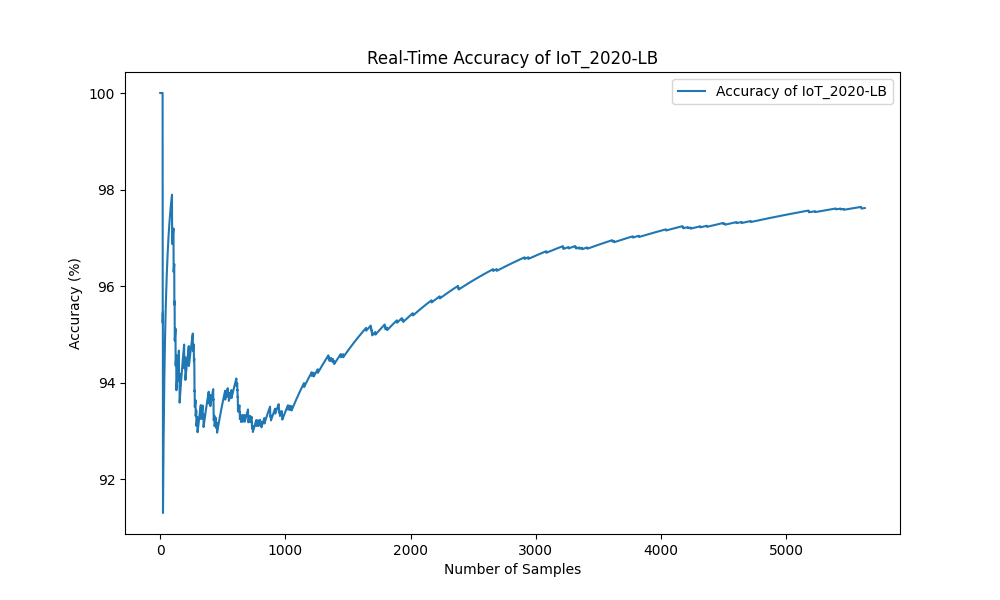 Real-Time Accuracy of IoT_2020-LB
Accuracy of IoT_2020-LB
Accuracy (%)
100
98
96
94
92
0 1000 2000 3000 4000 5000
Number of Samples